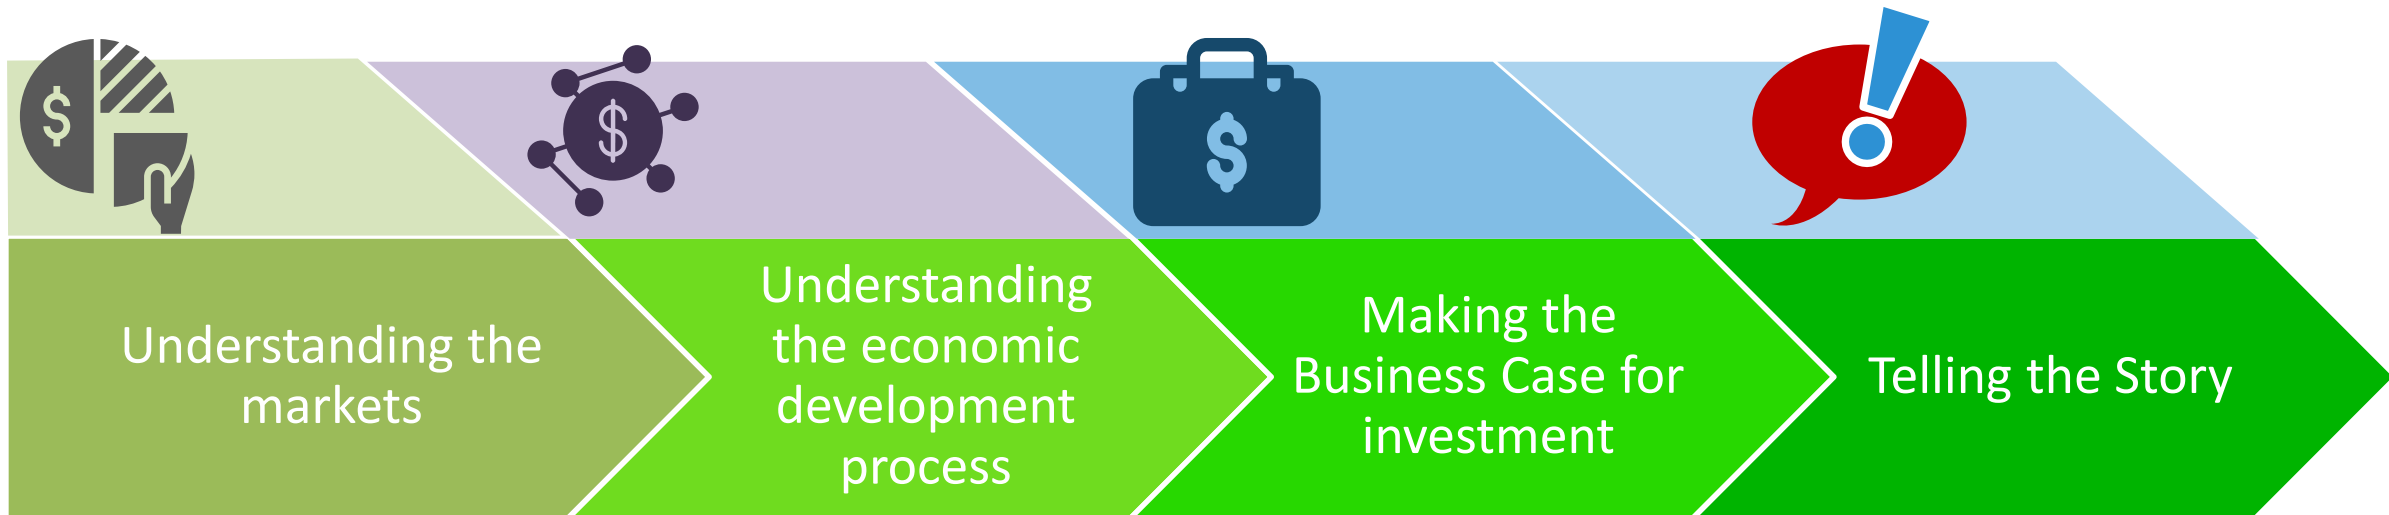 $
$
$
Understanding the
markets
Understanding
the economic
development
process
Making the
Business Case for
investment
Telling the Story